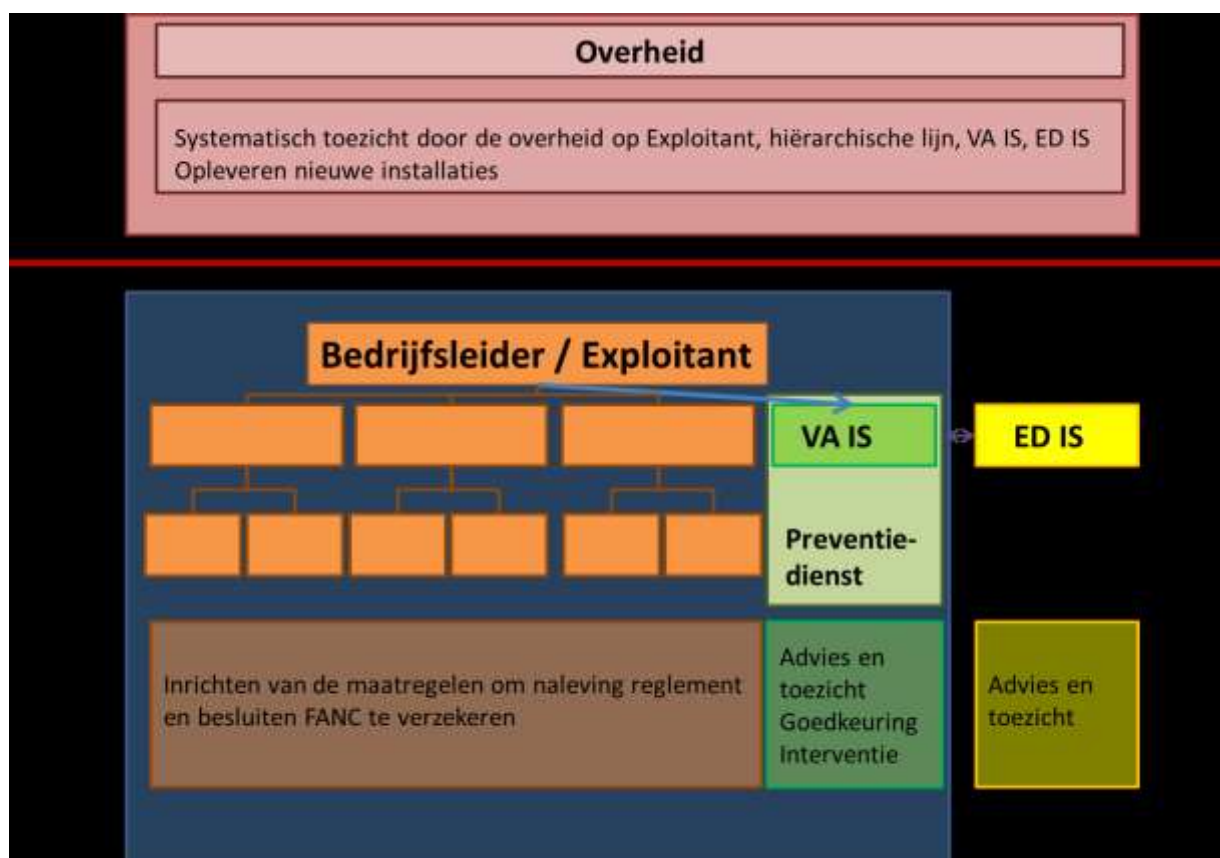 Overheid
Systematisch toezicht door de overheid op Exploitant, hiërarchische lijn, VA IS, ED IS
Opleveren nieuwe installaties
Bedrijfsleider / Exploitant
VA IS
ED IS
Preventie-
dienst
Inrichten van de maatregelen om naleving reglement
en besluiten FANC te verzekeren
Advies en
toezicht
Goedkeuring
Interventie
Advies en
toezicht